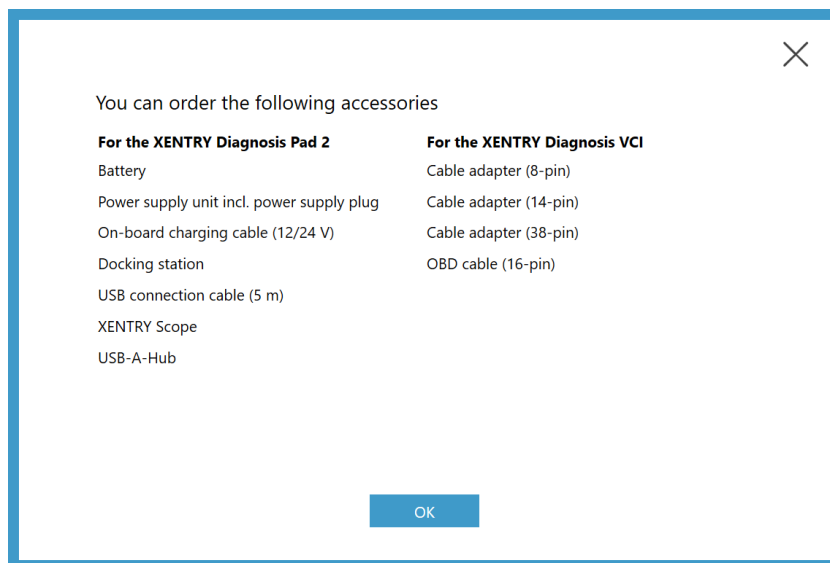 You can order the following accessories
For the XENTRY Diagnosis Pad 2
Battery
Power supply unit incl. power supply plug
On-board charging cable (12/24 V)
Docking station
USB connection cable (5 m)
XENTRY Scope
USB-A-Hub
For the XENTRY Diagnosis VCI
Cable adapter (8-pin)
Cable adapter (14-pin)
Cable adapter (38-pin)
OBD cable (16-pin)
OK